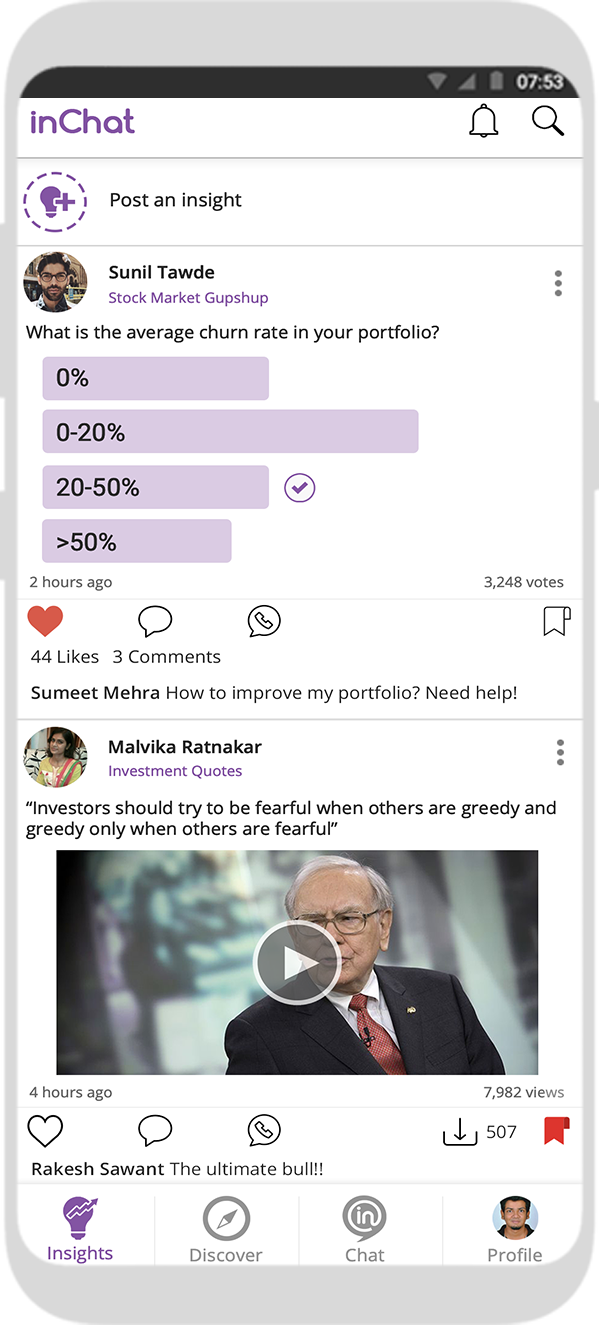 07:53
inChat
Post an insight
Sunil Tawde
Stock Market Gupshup
What is the average churn rate in your portfolio?
0%
0-20%
20-50%
>50%
2 hours ago 3,248 votes
44 Likes 3 Comments
Sumeet Mehra How to improve my portfolio? Need help!
Malvika Ratnakar
Investment Quotes
“Investors should try to be fearful when others are greedy and
greedy only when others are fearful”
4 hours ago 7,982 views
507
Rakesh Sawant The ultimate bull!!
in
Insights Discover Chat Profile